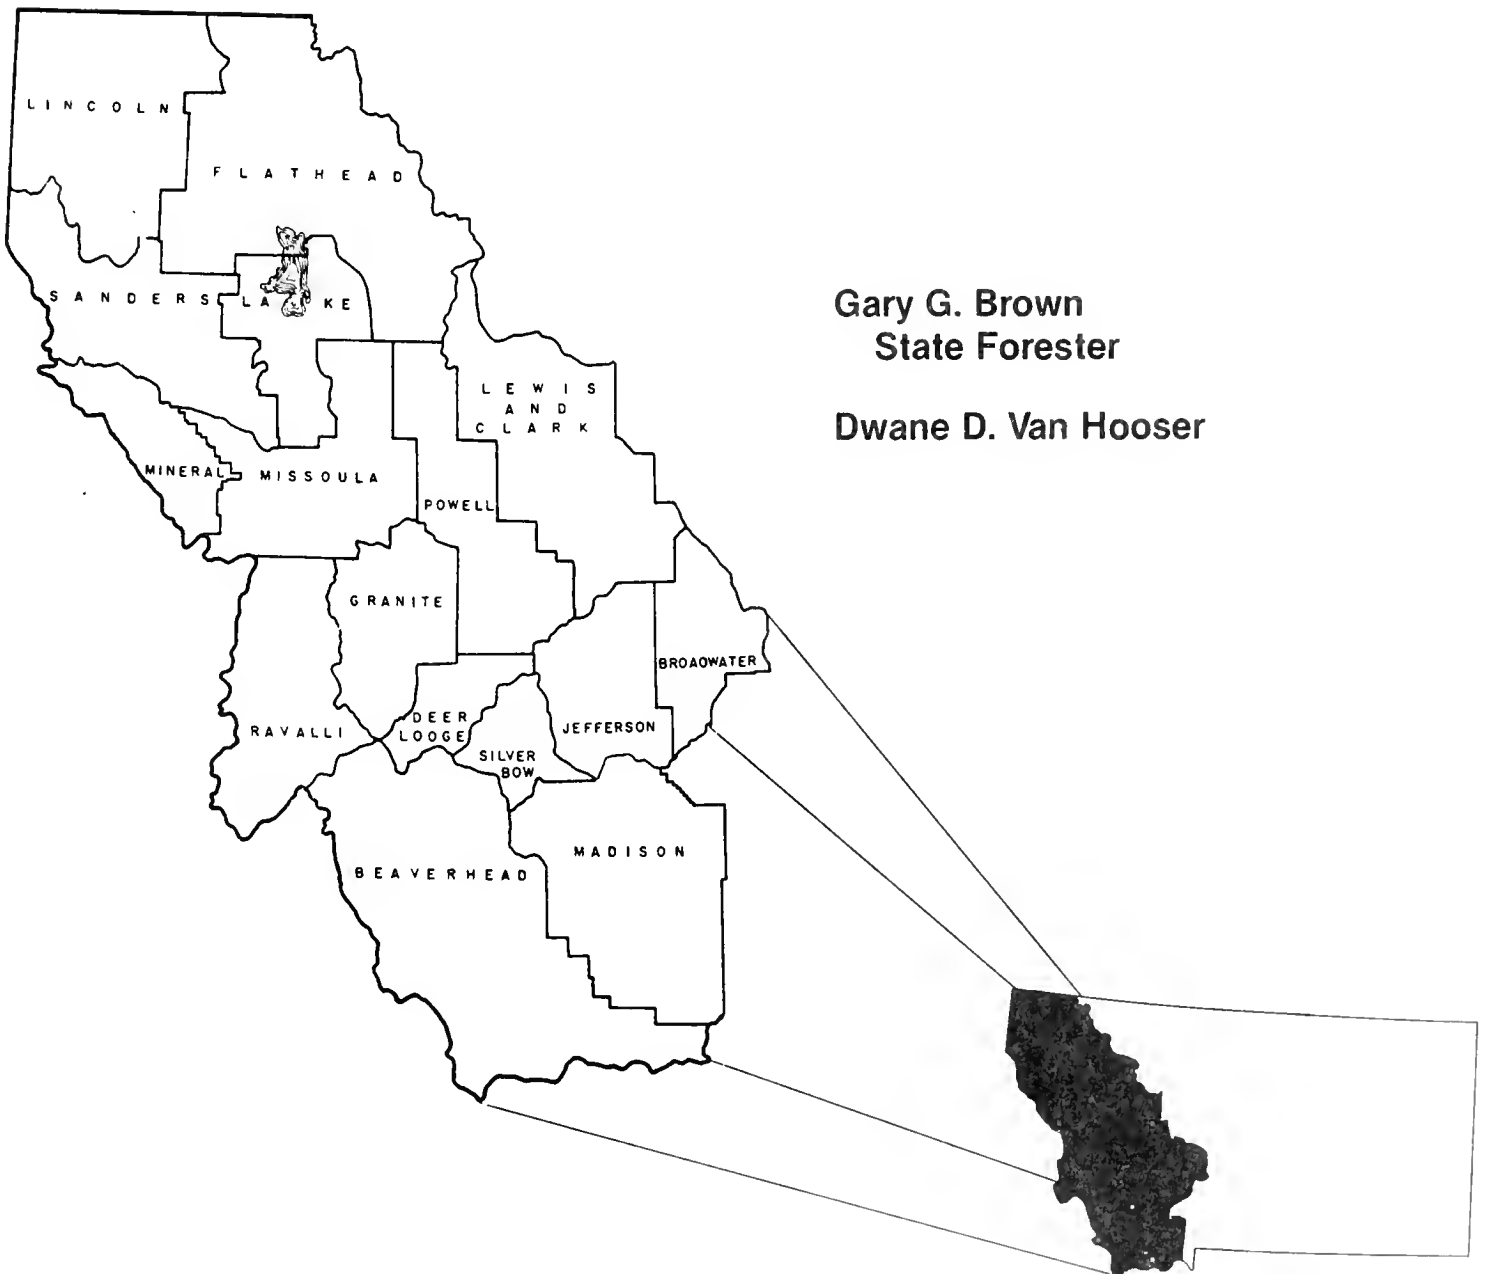 LINCOLN
FLATHEAD
SANDERS
LAKE
Gary G. Brown
State Forester
LEWIS
AND
CLARK
Dwane D. Van Hooser
MINERAL
MISSOULA
POWELL
GRANITE
BROADWATER
RAVALLI
DEER
LOOGE
JEFFERSON
SILVER
BOW
MADISON
BEAVERHEAD